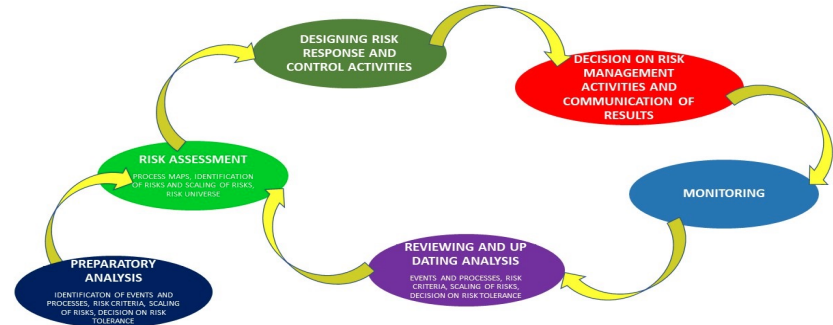 DESIGNING RISK
RESPONSE AND
CONTROL ACTIVITIES
DECISION ON RISK
MANAGEMENT
ACTIVITIES AND
COMMUNICATION OF
RESULTS
RISK ASSESSMENT
PROCESS MAPS, IDENTIFICATION
OF RISKS AND SCALING OF RISKS,
RISK UNIVERSE
MONITORING
REVIEWING AND UP
DATING ANALYSIS
EVENTS AND PROCESSES, RISK
CRITERIA, SCALING OF RISKS,
DECISION ON RISK TOLERANCE
PREPARATORY
ANALYSIS
IDENTIFICATON OF EVENTS AND
PROCESSES, RISK CRITERIA, SCALING
OF RISKS, DECISION ON RISK
TOLERANCE